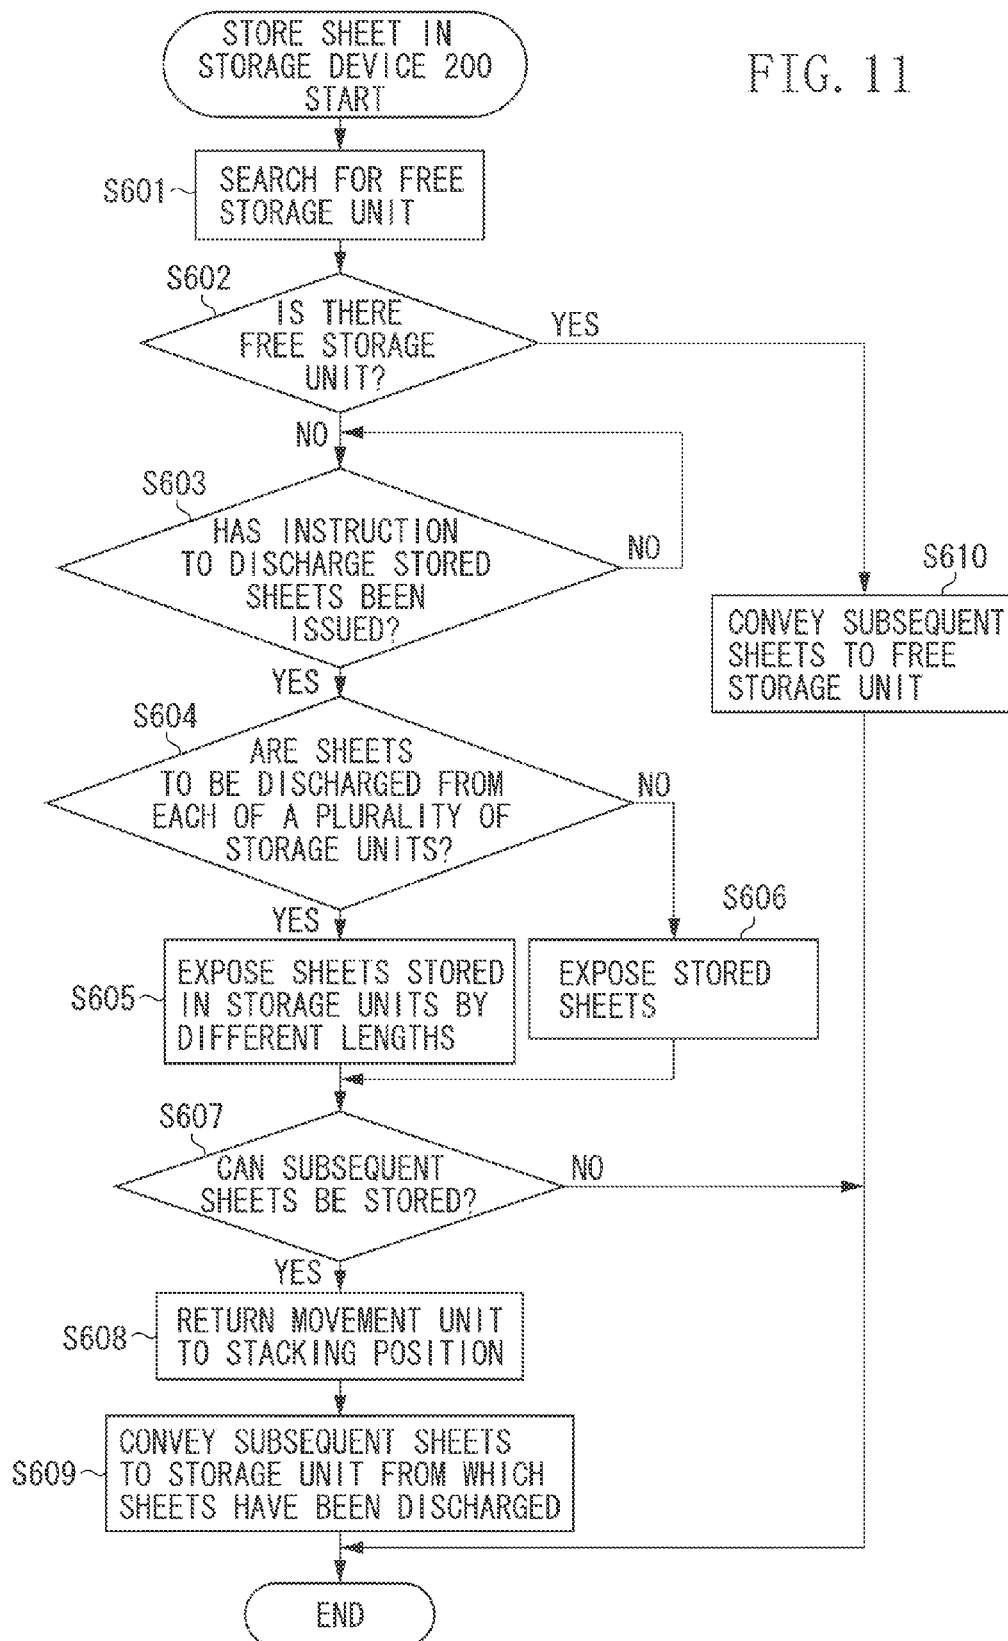 STORE SHEET IN
STORAGE DEVICE 200
START
FIG. 11
S601
SEARCH FOR FREE
STORAGE UNIT
S602
IS THERE
FREE STORAGE
UNIT?
YES
NO
S603
HAS INSTRUCTION
TO DISCHARGE STORED
SHEETS BEEN
ISSUED?
NO
YES
S610
CONVEY SUBSEQUENT
SHEETS TO FREE
STORAGE UNIT
S604
ARE SHEETS
TO BE DISCHARGED FROM
EACH OF A PLURALITY OF
STORAGE UNITS?
NO
YES
S605
EXPOSE SHEETS STORED
IN STORAGE UNITS BY
DIFFERENT LENGTHS
S606
EXPOSE STORED
SHEETS
S607
CAN SUBSEQUENT
SHEETS BE STORED?
NO
YES
S608
RETURN MOVEMENT UNIT
TO STACKING POSITION
S609
CONVEY SUBSEQUENT SHEETS
TO STORAGE UNIT FROM WHICH
SHEETS HAVE BEEN DISCHARGED
END